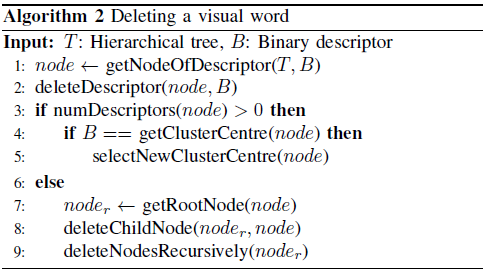 Algorithm 2 Deleting a visual word
Input: T: Hierarchical tree, B: Binary descriptor
1: node ← getNodeOfDescriptor(T, B)
2: deleteDescriptor(node, B)
3: if numDescriptors(node) > 0 then
4: if B == getClusterCentre(node) then
5: selectNewClusterCentre(node)
6: else
7: node_r ← getRootNode(node)
8: deleteChildNode(node_r, node)
9: deleteNodesRecursively(node_r)